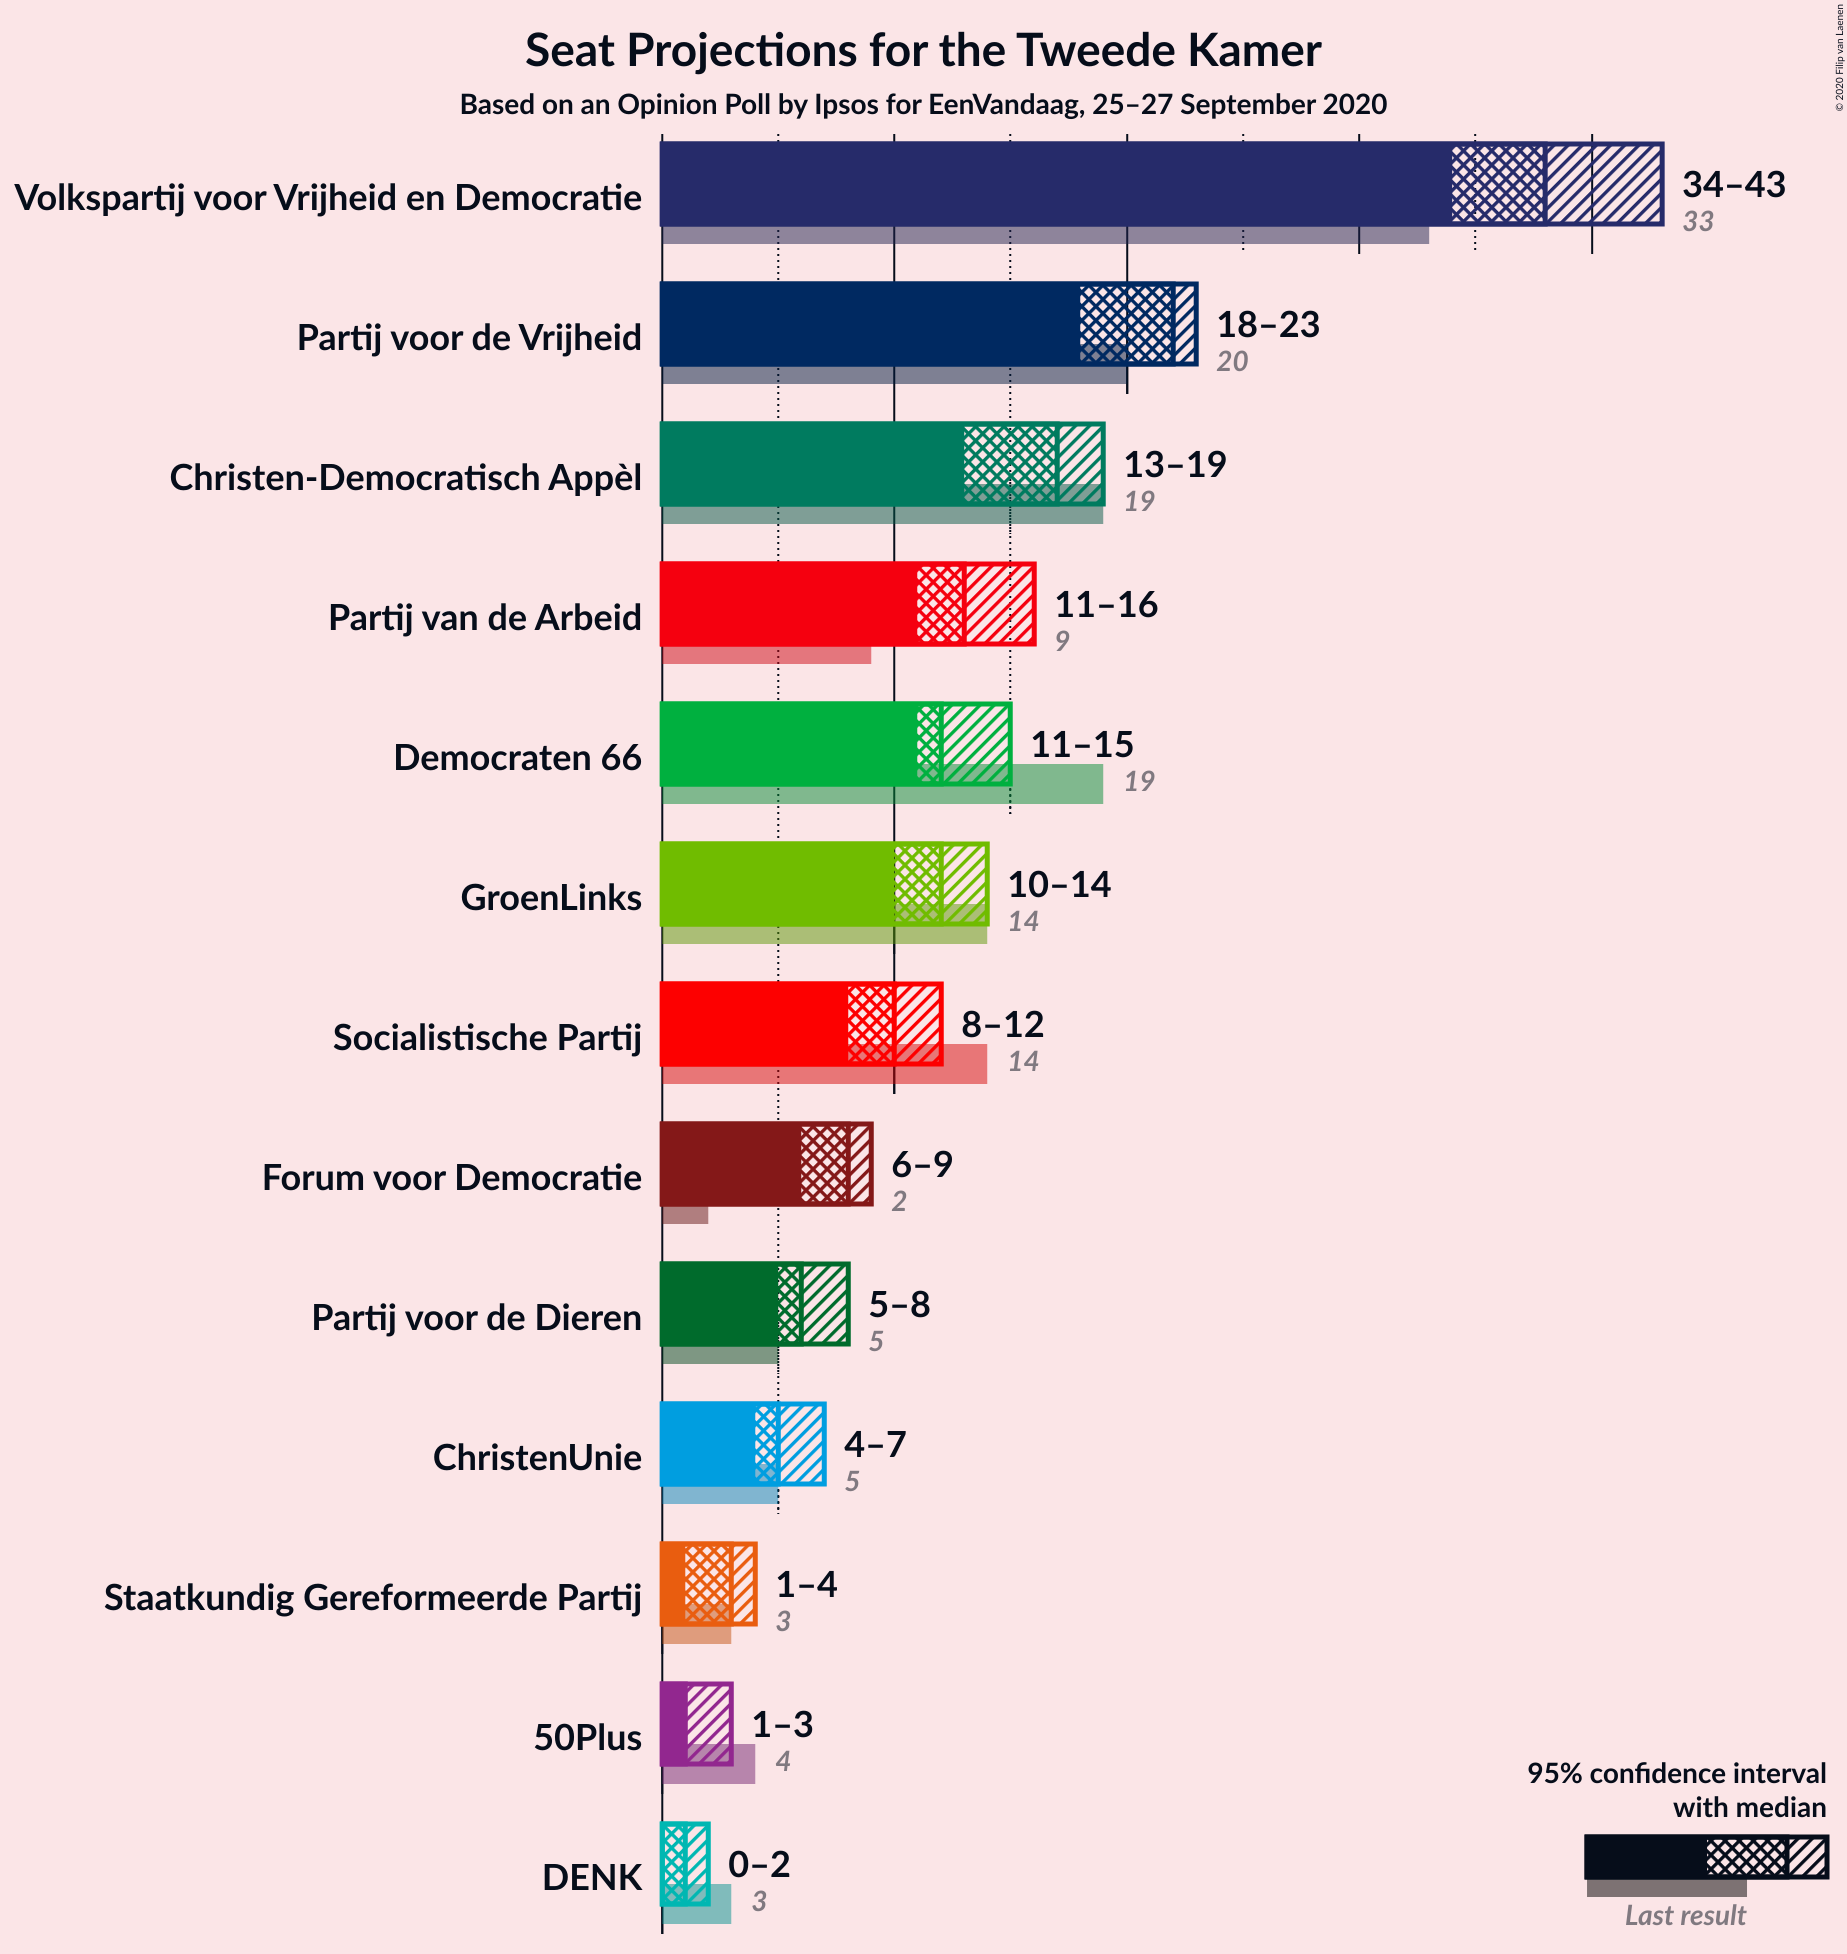 Seat Projections for the Tweede Kamer
Based on an Opinion Poll by Ipsos for EenVandaag, 25–27 September 2020
© 2020 Filip van Laenen
Volkspartij voor Vrijheid en Democratie
34–43
33
Partij voor de Vrijheid
18–23
20
Christen-Democratisch Appèl
13–19
19
Partij van de Arbeid
11–16
9
Democraten 66
11–15
19
GroenLinks
10–14
14
Socialistische Partij
8–12
14
Forum voor Democratie
6–9
2
Partij voor de Dieren
5–8
5
ChristenUnie
4–7
5
Staatkundig Gereformeerde Partij
1–4
3
50Plus
1–3
4
DENK
0–2
3
95% confidence interval
with median
Last result